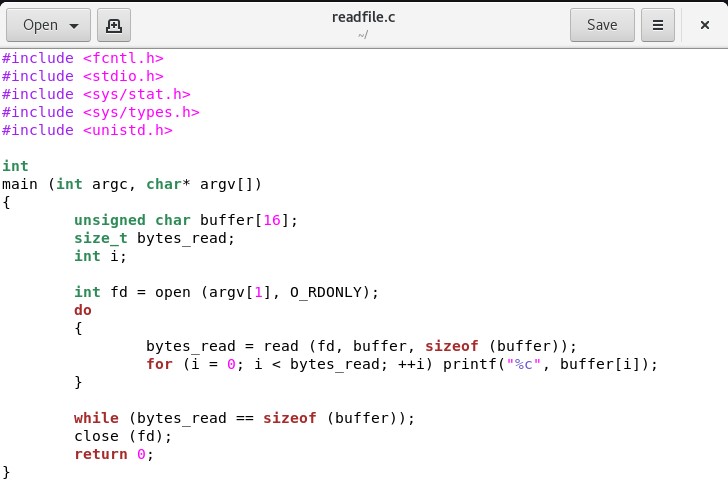 Open
readfile.c
~/
Save
#include <fcntl.h>
#include <stdio.h>
#include <sys/stat.h>
#include <sys/types.h>
#include <unistd.h>

int
main (int argc, char* argv[])
{
        unsigned char buffer[16];
        size_t bytes_read;
        int i;

        int fd = open (argv[1], O_RDONLY);
        do
        {
                bytes_read = read (fd, buffer, sizeof (buffer));
                for (i = 0; i < bytes_read; ++i) printf("%c", buffer[i]);
        }

        while (bytes_read == sizeof (buffer));
        close (fd);
        return 0;
}